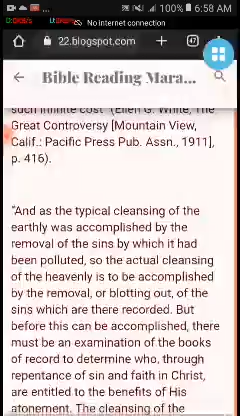 100% 6:58 AM
No internet connection
22.blogspot.com + 47
Bible Reading Mara...
such infinite cost" (Ellen G. White, The
Great Controversy [Mountain View,
Calif.: Pacific Press Pub. Assn., 1911],
p. 416).
"And as the typical cleansing of the
earthly was accomplished by the
removal of the sins by which it had
been polluted, so the actual cleansing
of the heavenly is to be accomplished
by the removal, or blotting out, of the
sins which are there recorded. But
before this can be accomplished, there
must be an examination of the books
of record to determine who, through
repentance of sin and faith in Christ,
are entitled to the benefits of His
atonement. The cleansing of the